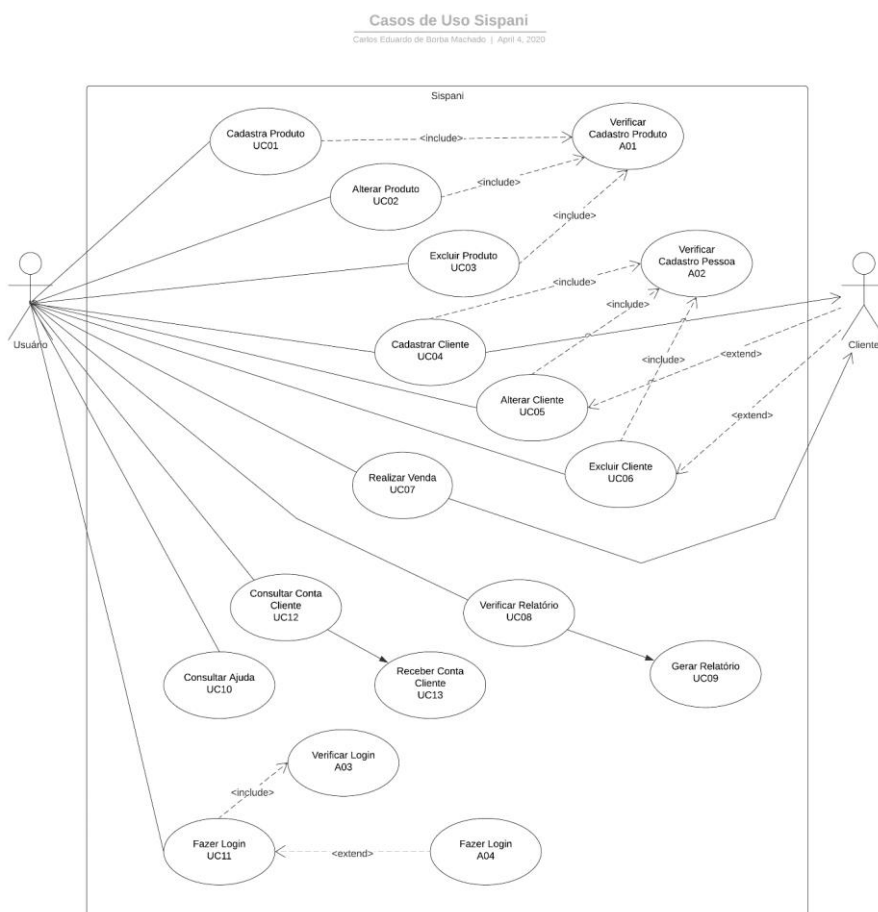 Casos de Uso Sispani
Carlos Eduardo de Borba Machado | April 4, 2020
Sispani
Cadastra Produto
UC01
<include>
Verificar
Cadastro Produto
A01
Alterar Produto
UC02
<include>
Excluir Produto
UC03
<include>
Verificar
Cadastro Pessoa
A02
<include>
<include>
<include>
Usuário
Cliente
Cadastrar Cliente
UC04
<extend>
Alterar Cliente
UC05
<extend>
Excluir Cliente
UC06
Realizar Venda
UC07
Consultar Conta
Cliente
UC12
Verificar Relatório
UC08
Consultar Ajuda
UC10
Receber Conta
Cliente
UC13
Gerar Relatório
UC09
Verificar Login
A03
<include>
Fazer Login
UC11
<extend>
Fazer Login
A04